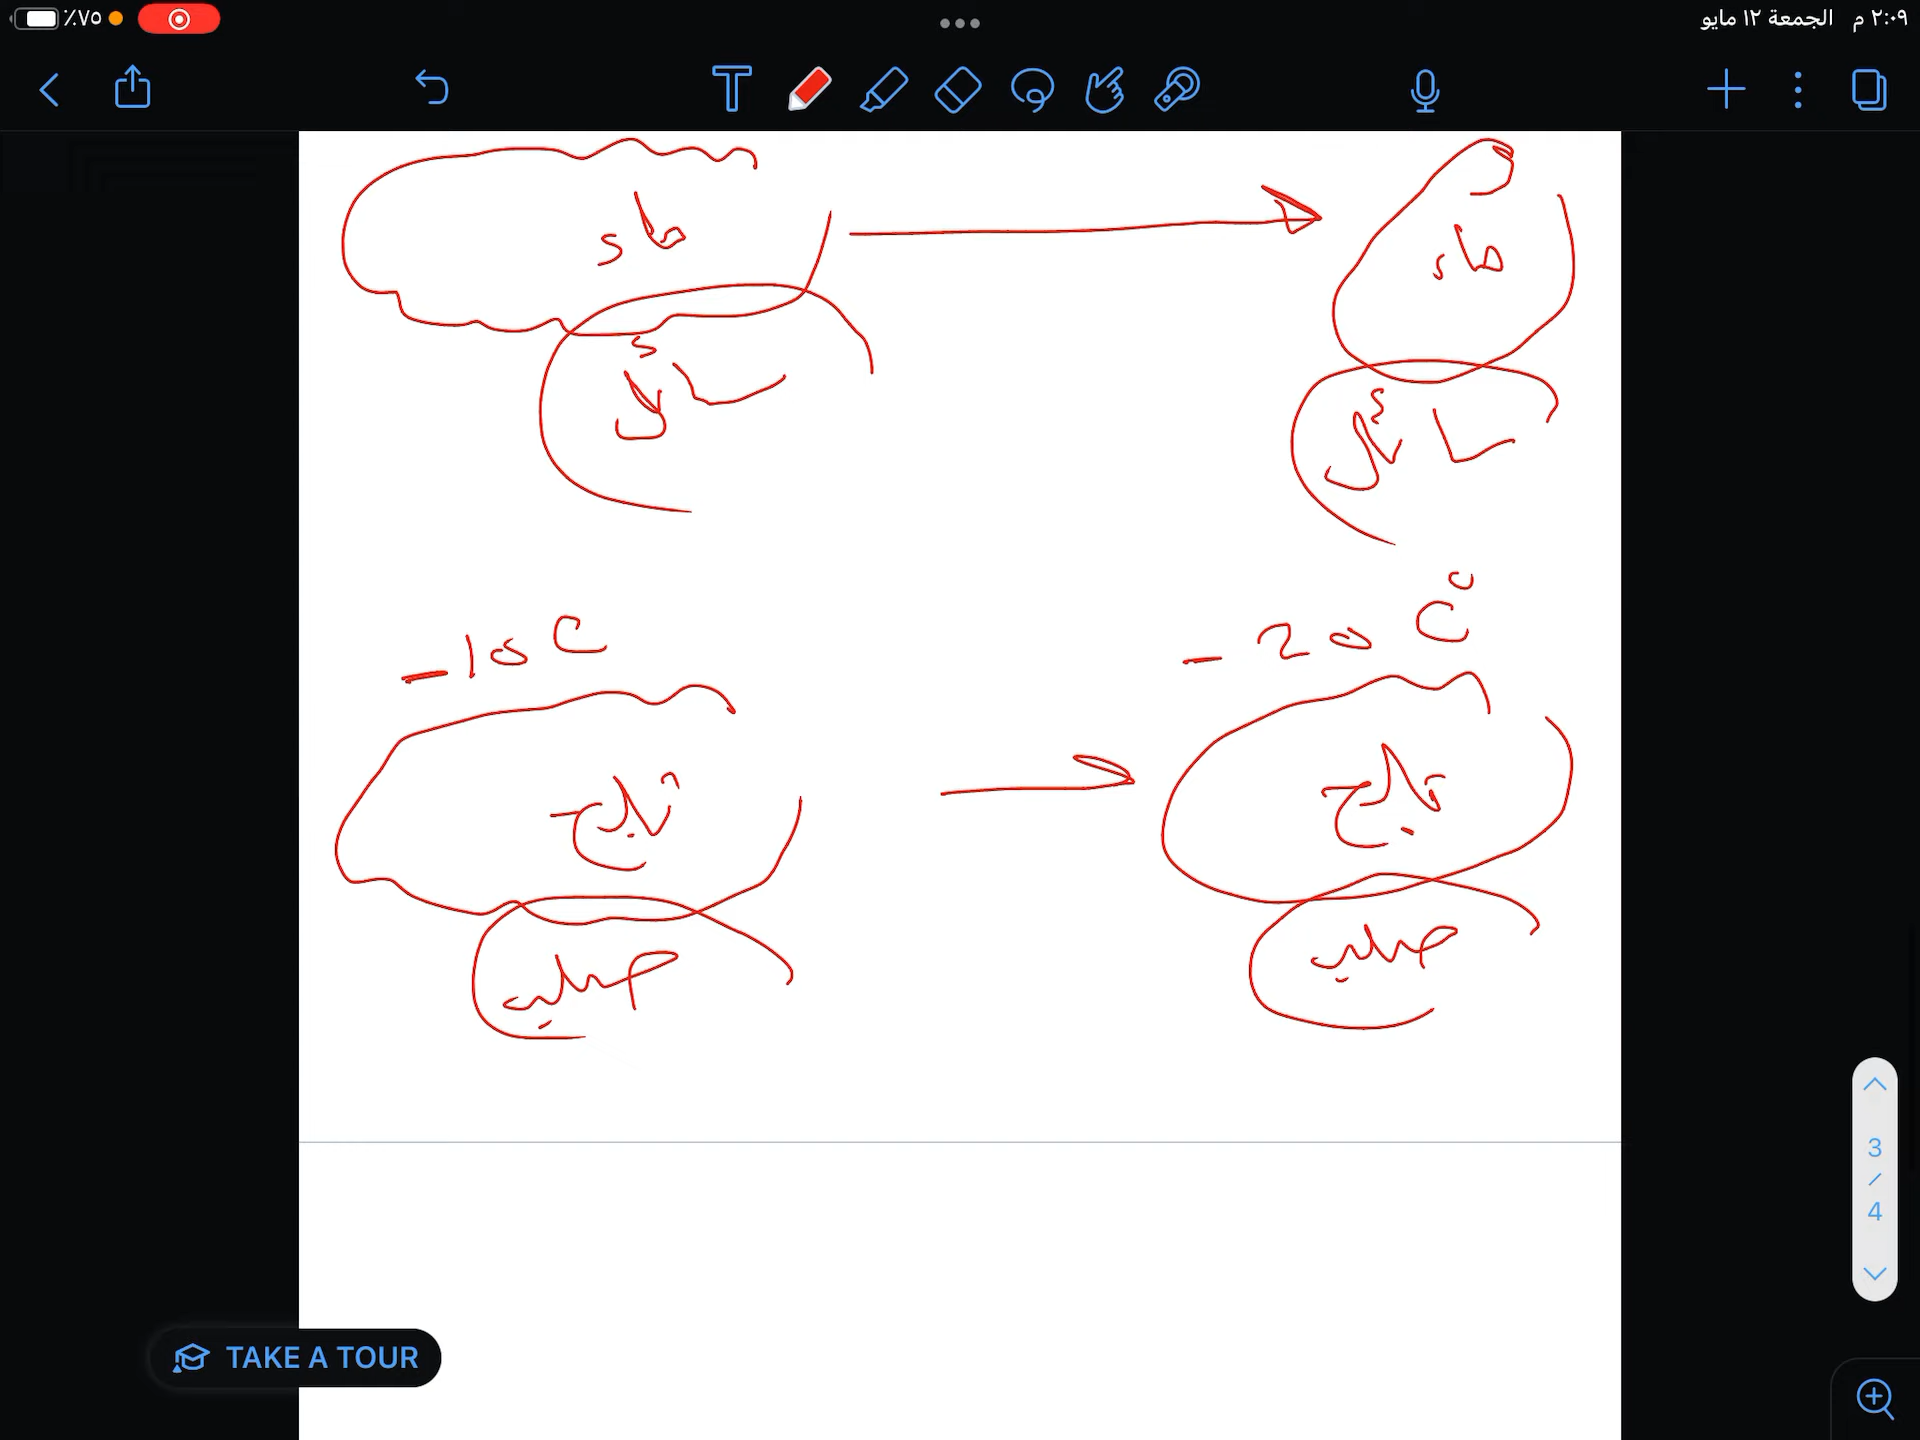 ٢:٠٩ م الجمعة ١٢ مايو
٪٧٥
ماء
ماء
سائل
سائل
-10 C
-20 C°
ثلج
ثلج
صلب
صلب
3
/
4
TAKE A TOUR